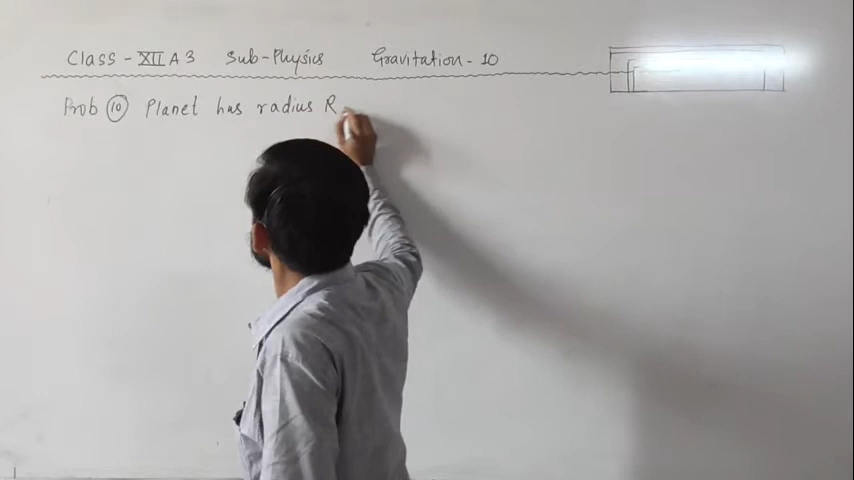 Class - XII A 3 Sub-Physics Gravitation - 10
Prob 10 Planet has radius R